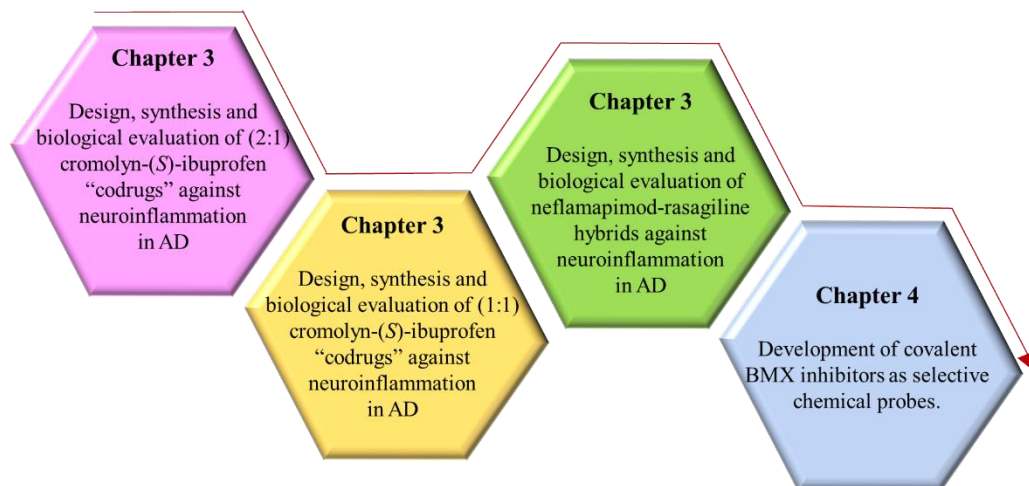 Chapter 3
Design, synthesis and
biological evaluation of (2:1)
cromolyn-(S)-ibuprofen
“codrugs” against
neuroinflammation
in AD
Chapter 3
Design, synthesis and
biological evaluation of (1:1)
cromolyn-(S)-ibuprofen
“codrugs” against
neuroinflammation
in AD
Chapter 3
Design, synthesis and
biological evaluation of
neflamapimod-rasagiline
hybrids against
neuroinflammation
in AD
Chapter 4
Development of covalent
BMX inhibitors as selective
chemical probes.